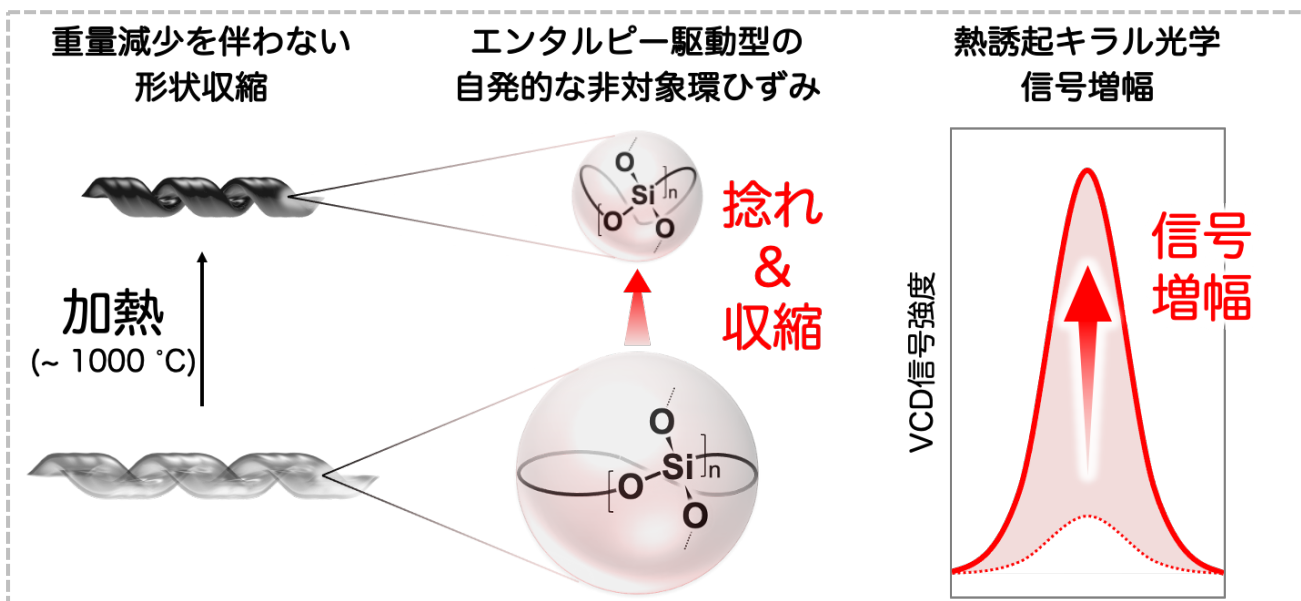 重量減少を伴わない
形状収縮
エンタルピー駆動型の
自発的な非対象環ひずみ
熱誘起キラル光学
信号増幅
加熱
(~ 1000 °C)
O
Si
]n
[O
O
捻れ
&
収縮
O
Si
]n
[O
O
VCD信号強度
信号
増幅